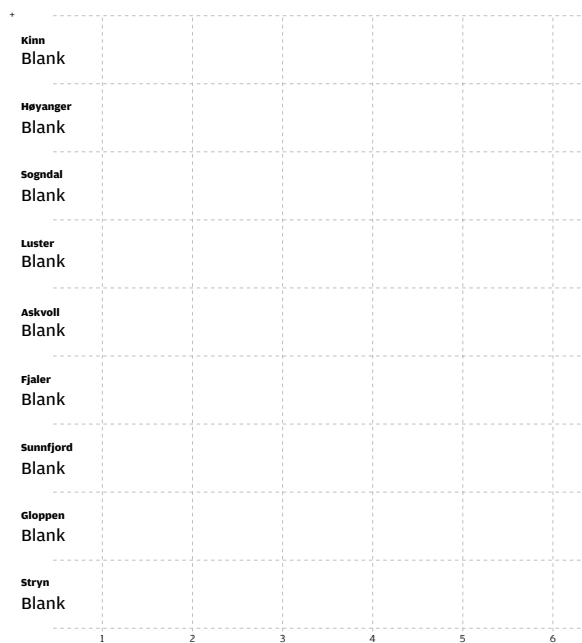 +
Kinn
Blank
Høyanger
Blank
Sogndal
Blank
Luster
Blank
Askvoll
Blank
Fjaler
Blank
Sunnfjord
Blank
Gloppen
Blank
Stryn
Blank
1 2 3 4 5 6